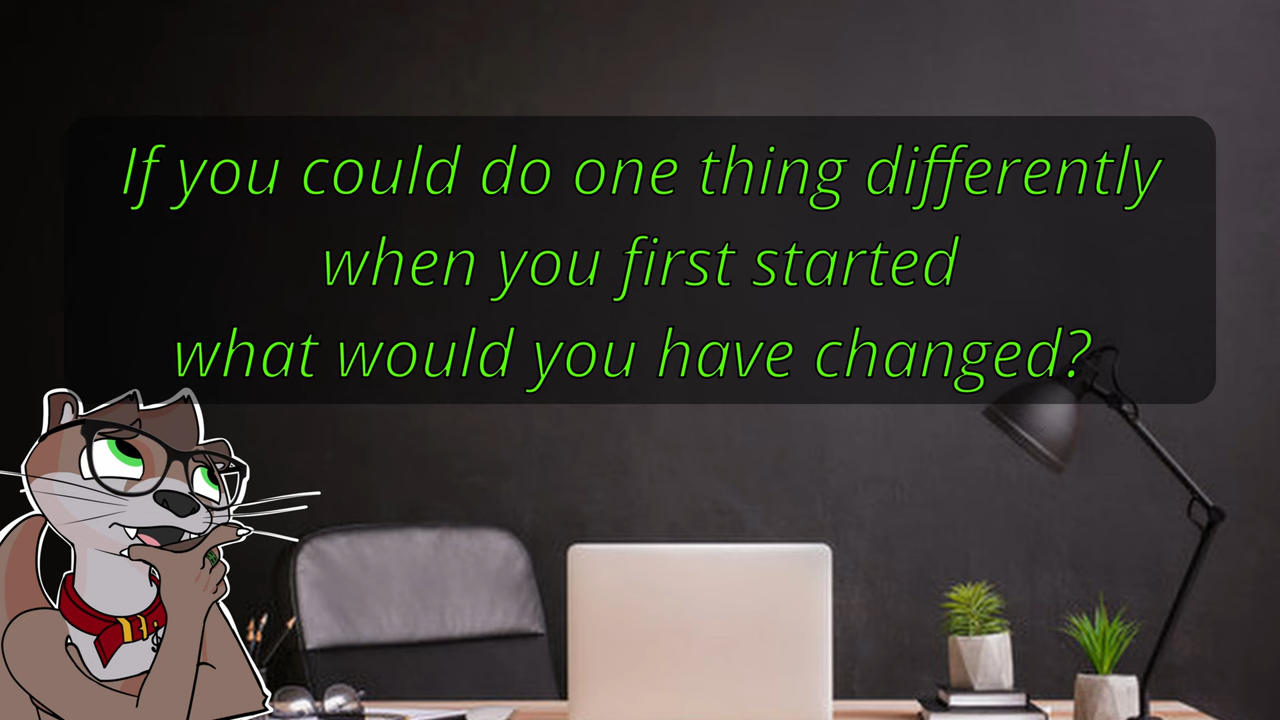 If you could do one thing differently
when you first started
what would you have changed?